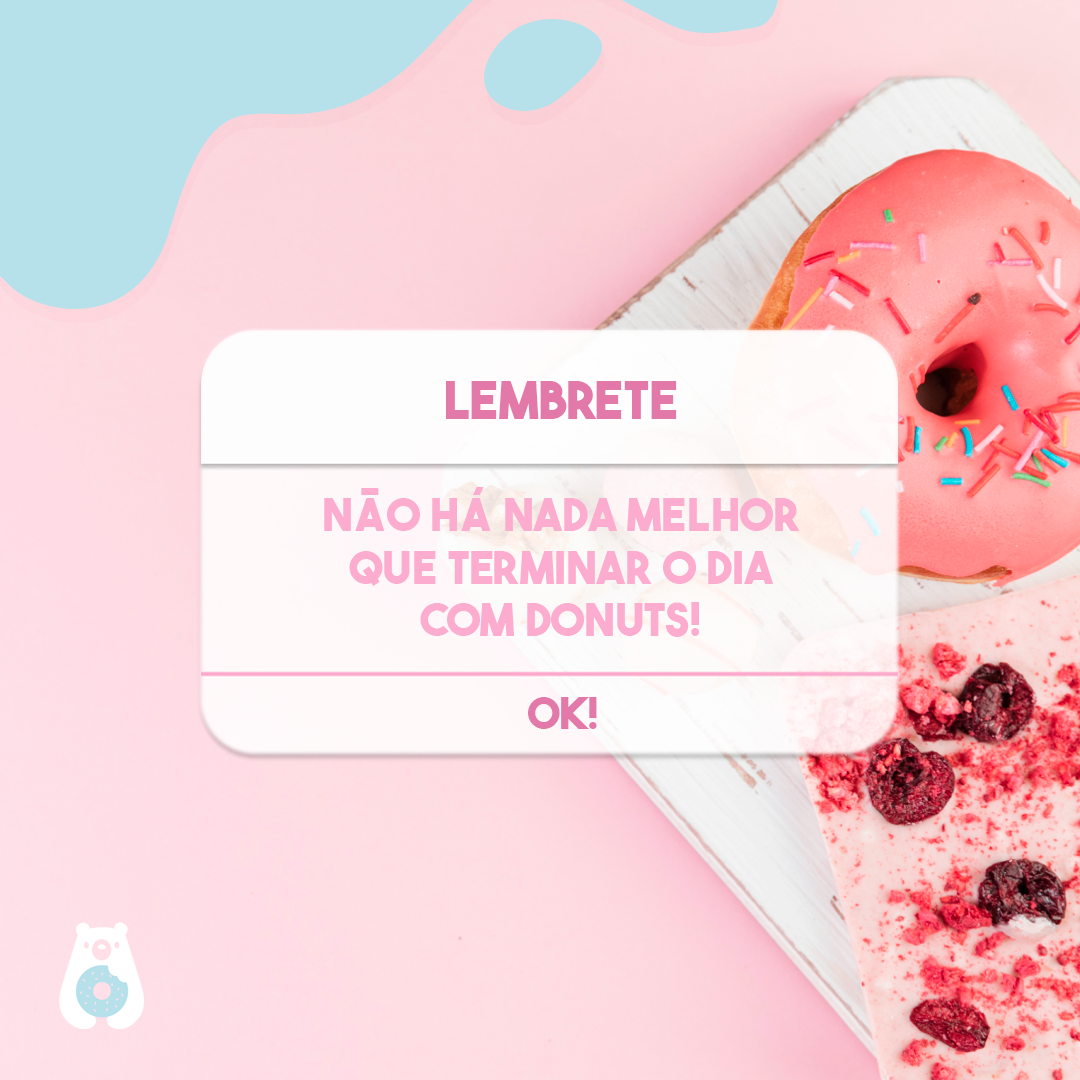 LEMBRETE
NÃO HÁ NADA MELHOR
QUE TERMINAR O DIA
COM DONUTS!
OK!